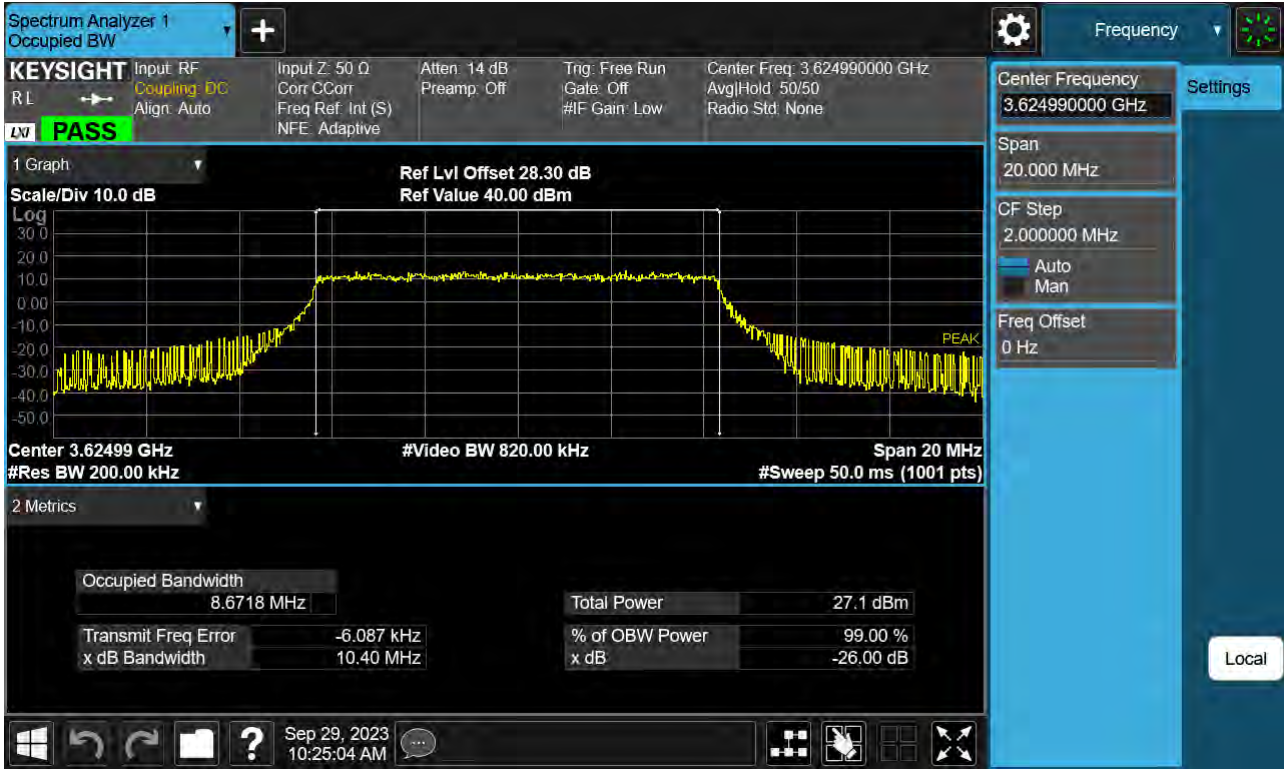 Spectrum Analyzer 1
Occupied BW
Frequency
KEYSIGHT
RL
LXI
PASS
Input: RF
Coupling: DC
Align: Auto
Input Z: 50 Ω
Corr CCorr
Freq Ref: Int (S)
NFE: Adaptive
Atten: 14 dB
Preamp: Off
Trig: Free Run
Gate: Off
#IF Gain: Low
Center Freq: 3.624990000 GHz
Avg|Hold: 50/50
Radio Std: None
1 Graph
Scale/Div 10.0 dB
Ref Lvl Offset 28.30 dB
Ref Value 40.00 dBm
Log
30.0
20.0
10.0
0.00
-10.0
-20.0
-30.0
-40.0
-50.0
PEAK
Center 3.62499 GHz
#Res BW 200.00 kHz
#Video BW 820.00 kHz
Span 20 MHz
#Sweep 50.0 ms (1001 pts)
2 Metrics
Occupied Bandwidth
8.6718 MHz
Transmit Freq Error -6.087 kHz
x dB Bandwidth 10.40 MHz
Total Power 27.1 dBm
% of OBW Power 99.00 %
x dB -26.00 dB
Center Frequency
3.624990000 GHz
Span
20.000 MHz
CF Step
2.000000 MHz
Auto
Man
Freq Offset
0 Hz
Settings
Local
?
Sep 29, 2023
10:25:04 AM